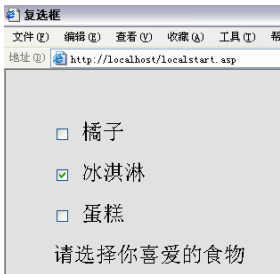 复选框
文件(F) 编辑(E) 查看(V) 收藏(A) 工具(T)
地址(D) http://localhost/localstart.asp
橘子
冰淇淋
蛋糕
请选择你喜爱的食物